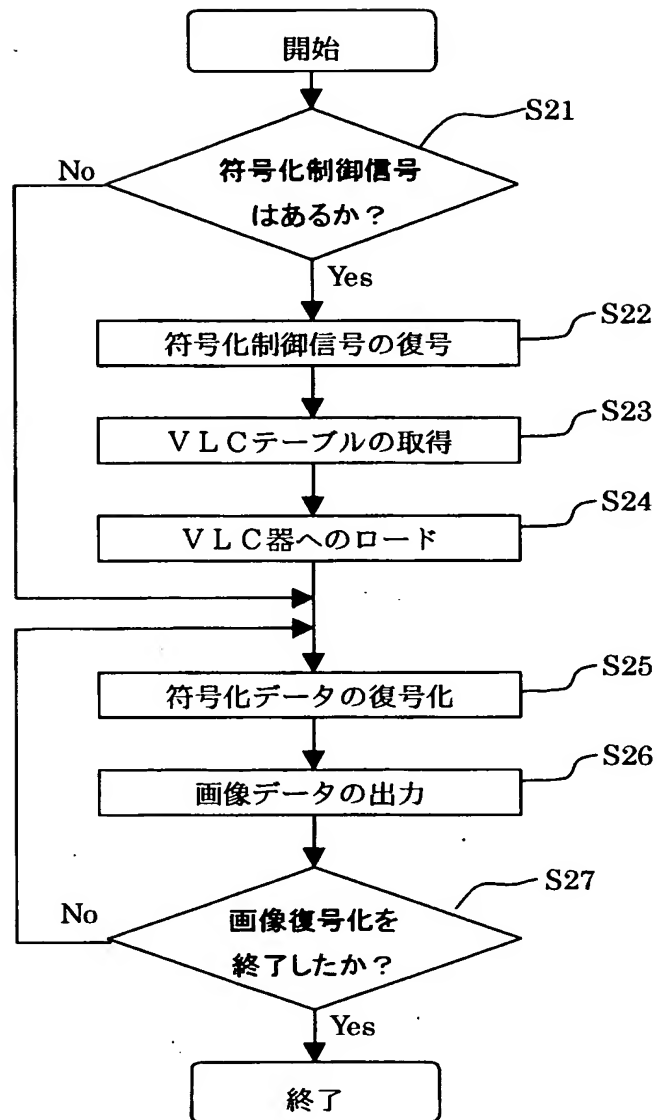 開始
S21
No
符号化制御信号
はあるか？
Yes
S22
符号化制御信号の復号
S23
ＶＬＣテーブルの取得
S24
ＶＬＣ器へのロード
S25
符号化データの復号化
S26
画像データの出力
S27
No
画像復号化を
終了したか？
Yes
終了